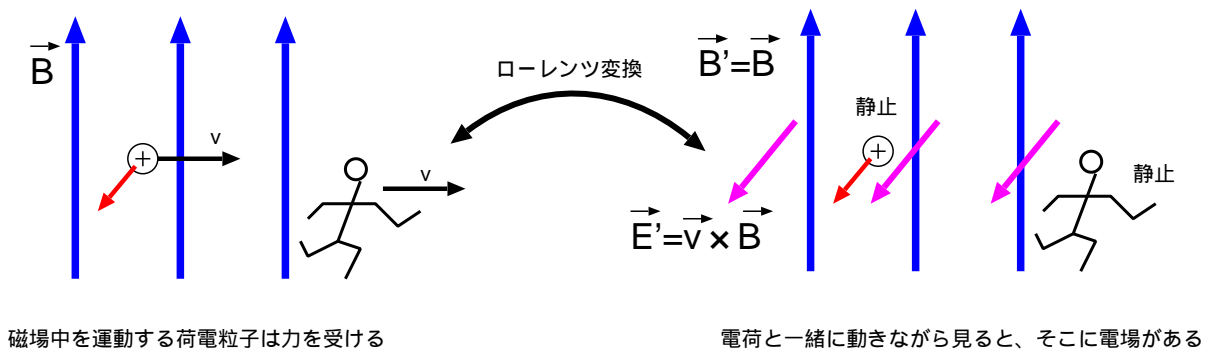 B⃗
v
v
ローレンツ変換
B⃗’=B⃗
静止
静止
E⃗’=v⃗×B⃗
磁場中を運動する荷電粒子は力を受ける
電荷と一緒に動きながら見ると、そこに電場がある